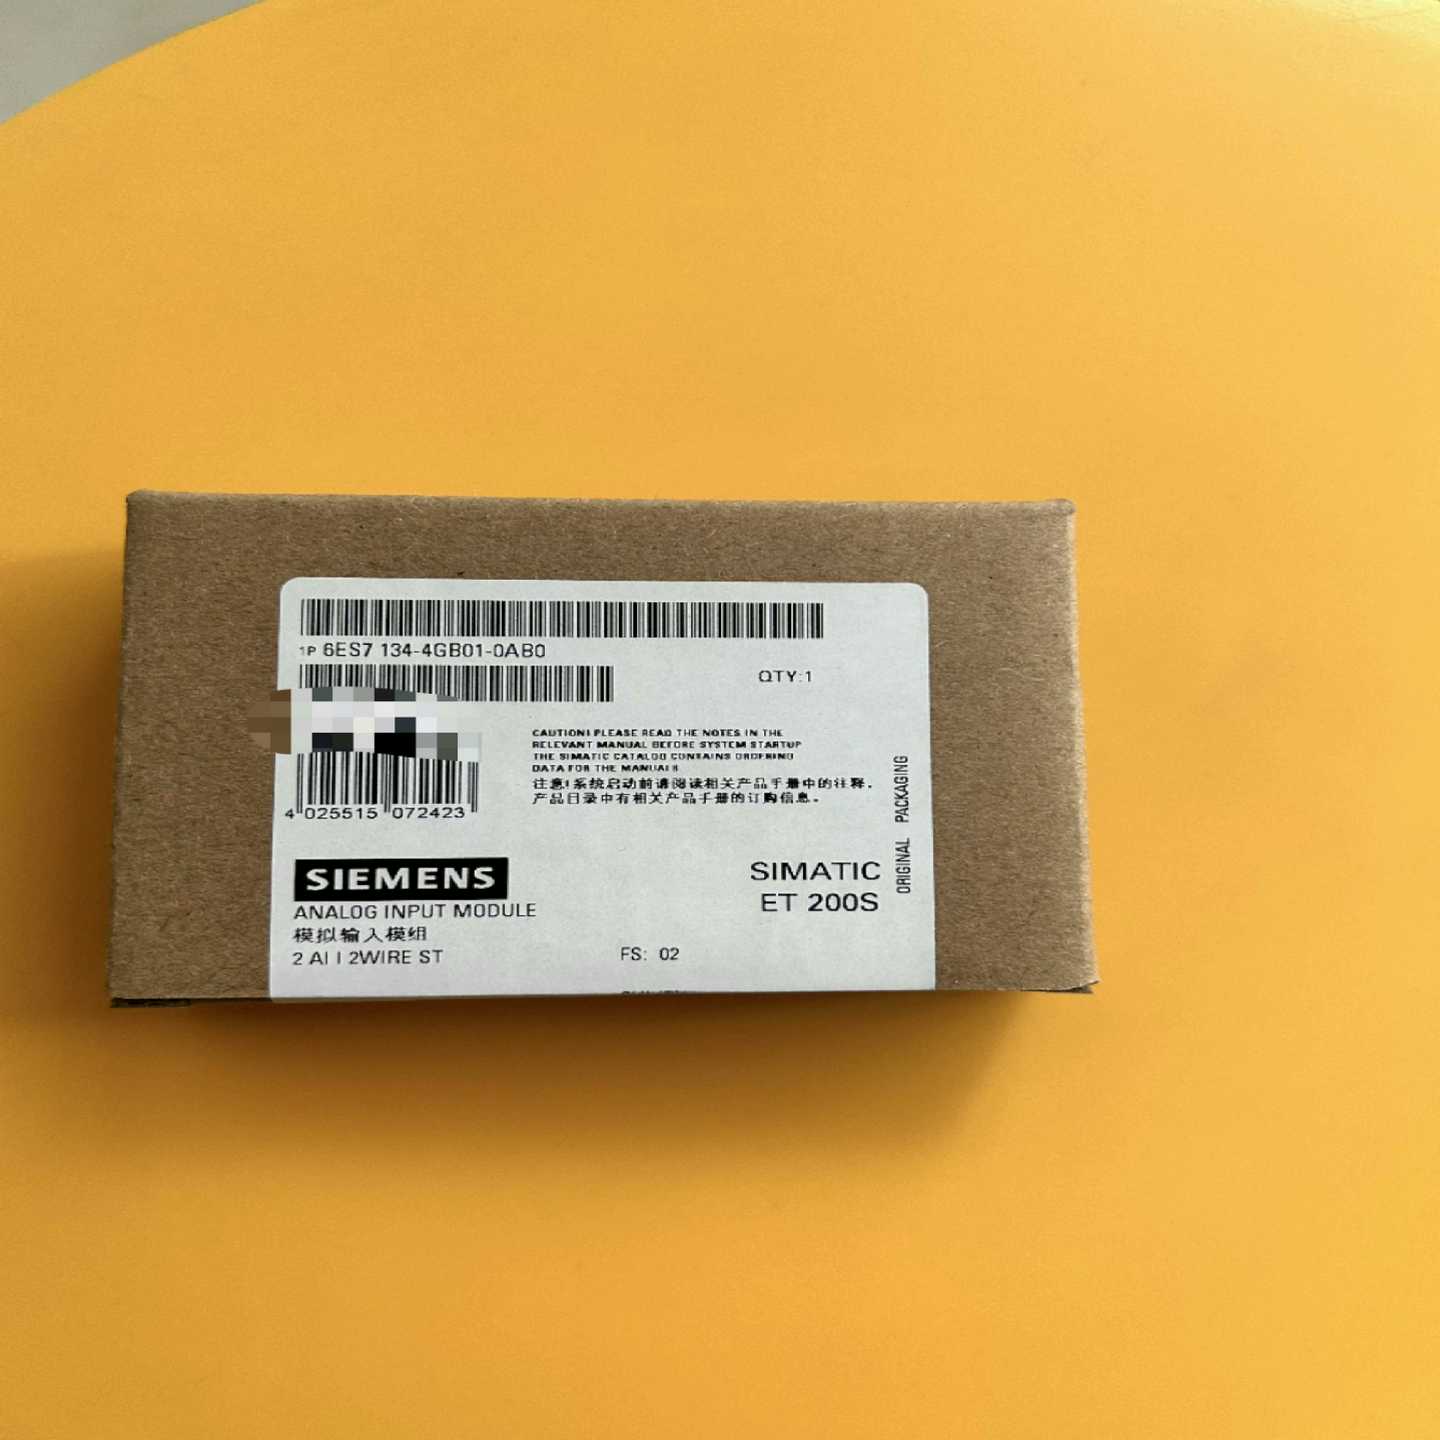 1P 6ES7 134-4GB01-0AB0
QTY:1
CAUTION! PLEASE READ THE NOTES IN THE
RELEVANT MANUAL BEFORE SYSTEM STARTUP
THE SIMATIC CATALOG CONTAINS ORDERING
DATA FOR THE MANUALS
注意!系统启动前请阅读相关产品手册中的注释.
产品目录中有相关产品手册的订购信息。
4 025515 072423
ORIGINAL PACKAGING
SIEMENS
SIMATIC
ET 200S
ANALOG INPUT MODULE
模拟输入模组
2 AI I 2WIRE ST
FS: 02